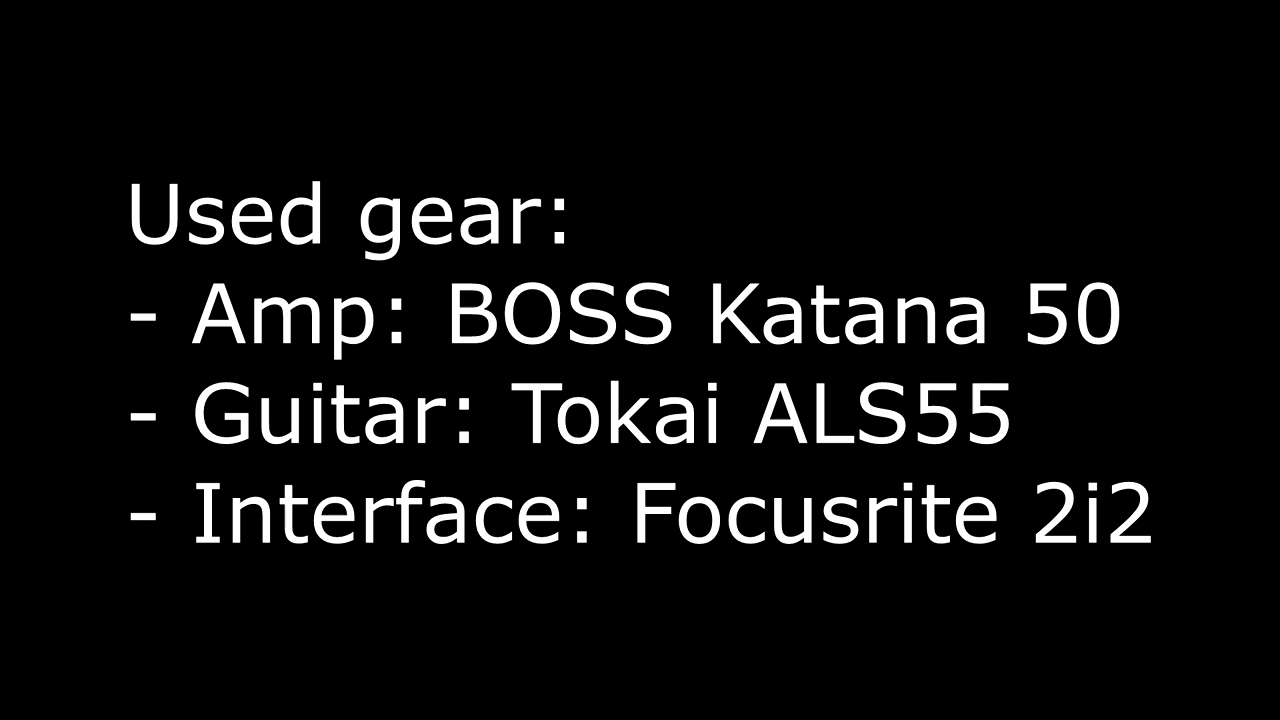 Used gear:
- Amp: BOSS Katana 50
- Guitar: Tokai ALS55
- Interface: Focusrite 2i2